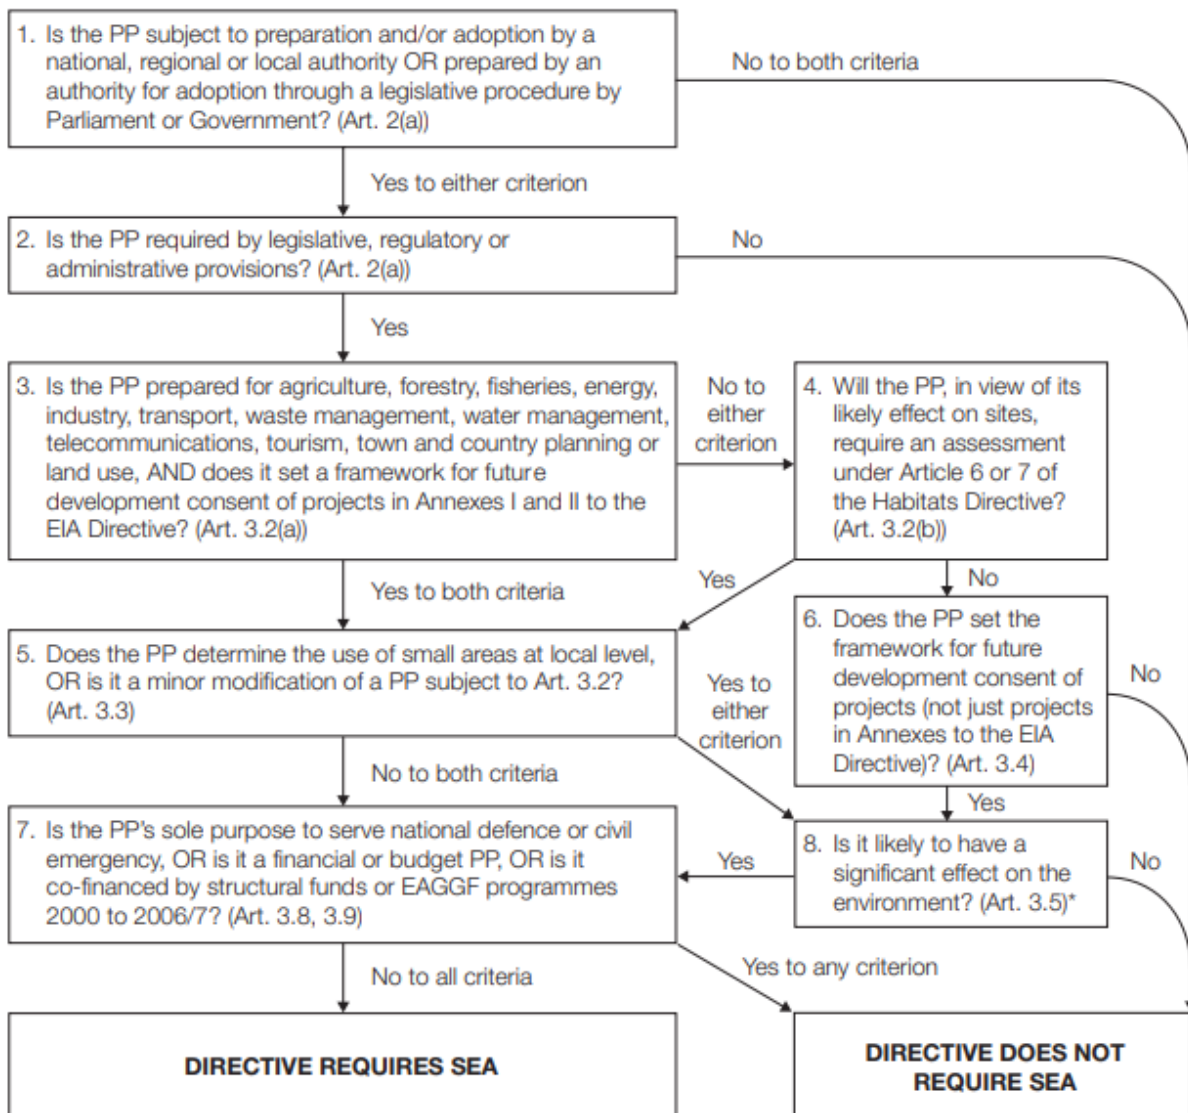 1. Is the PP subject to preparation and/or adoption by a
national, regional or local authority OR prepared by an
authority for adoption through a legislative procedure by
Parliament or Government? (Art. 2(a))
No to both criteria
Yes to either criterion
2. Is the PP required by legislative, regulatory or
administrative provisions? (Art. 2(a))
No
Yes
3. Is the PP prepared for agriculture, forestry, fisheries, energy,
industry, transport, waste management, water management,
telecommunications, tourism, town and country planning or
land use, AND does it set a framework for future
development consent of projects in Annexes I and II to the
EIA Directive? (Art. 3.2(a))
No to
either
criterion
4. Will the PP, in view of its
likely effect on sites,
require an assessment
under Article 6 or 7 of
the Habitats Directive?
(Art. 3.2(b))
Yes to both criteria
Yes
No
5. Does the PP determine the use of small areas at local level,
OR is it a minor modification of a PP subject to Art. 3.2?
(Art. 3.3)
Yes to
either
criterion
6. Does the PP set the
framework for future
development consent of
projects (not just projects
in Annexes to the EIA
Directive)? (Art. 3.4)
No
No to both criteria
Yes
7. Is the PP's sole purpose to serve national defence or civil
emergency, OR is it a financial or budget PP, OR is it
co-financed by structural funds or EAGGF programmes
2000 to 2006/7? (Art. 3.8, 3.9)
Yes
8. Is it likely to have a
significant effect on the
environment? (Art. 3.5)*
No
No to all criteria
Yes to any criterion
DIRECTIVE REQUIRES SEA
DIRECTIVE DOES NOT
REQUIRE SEA